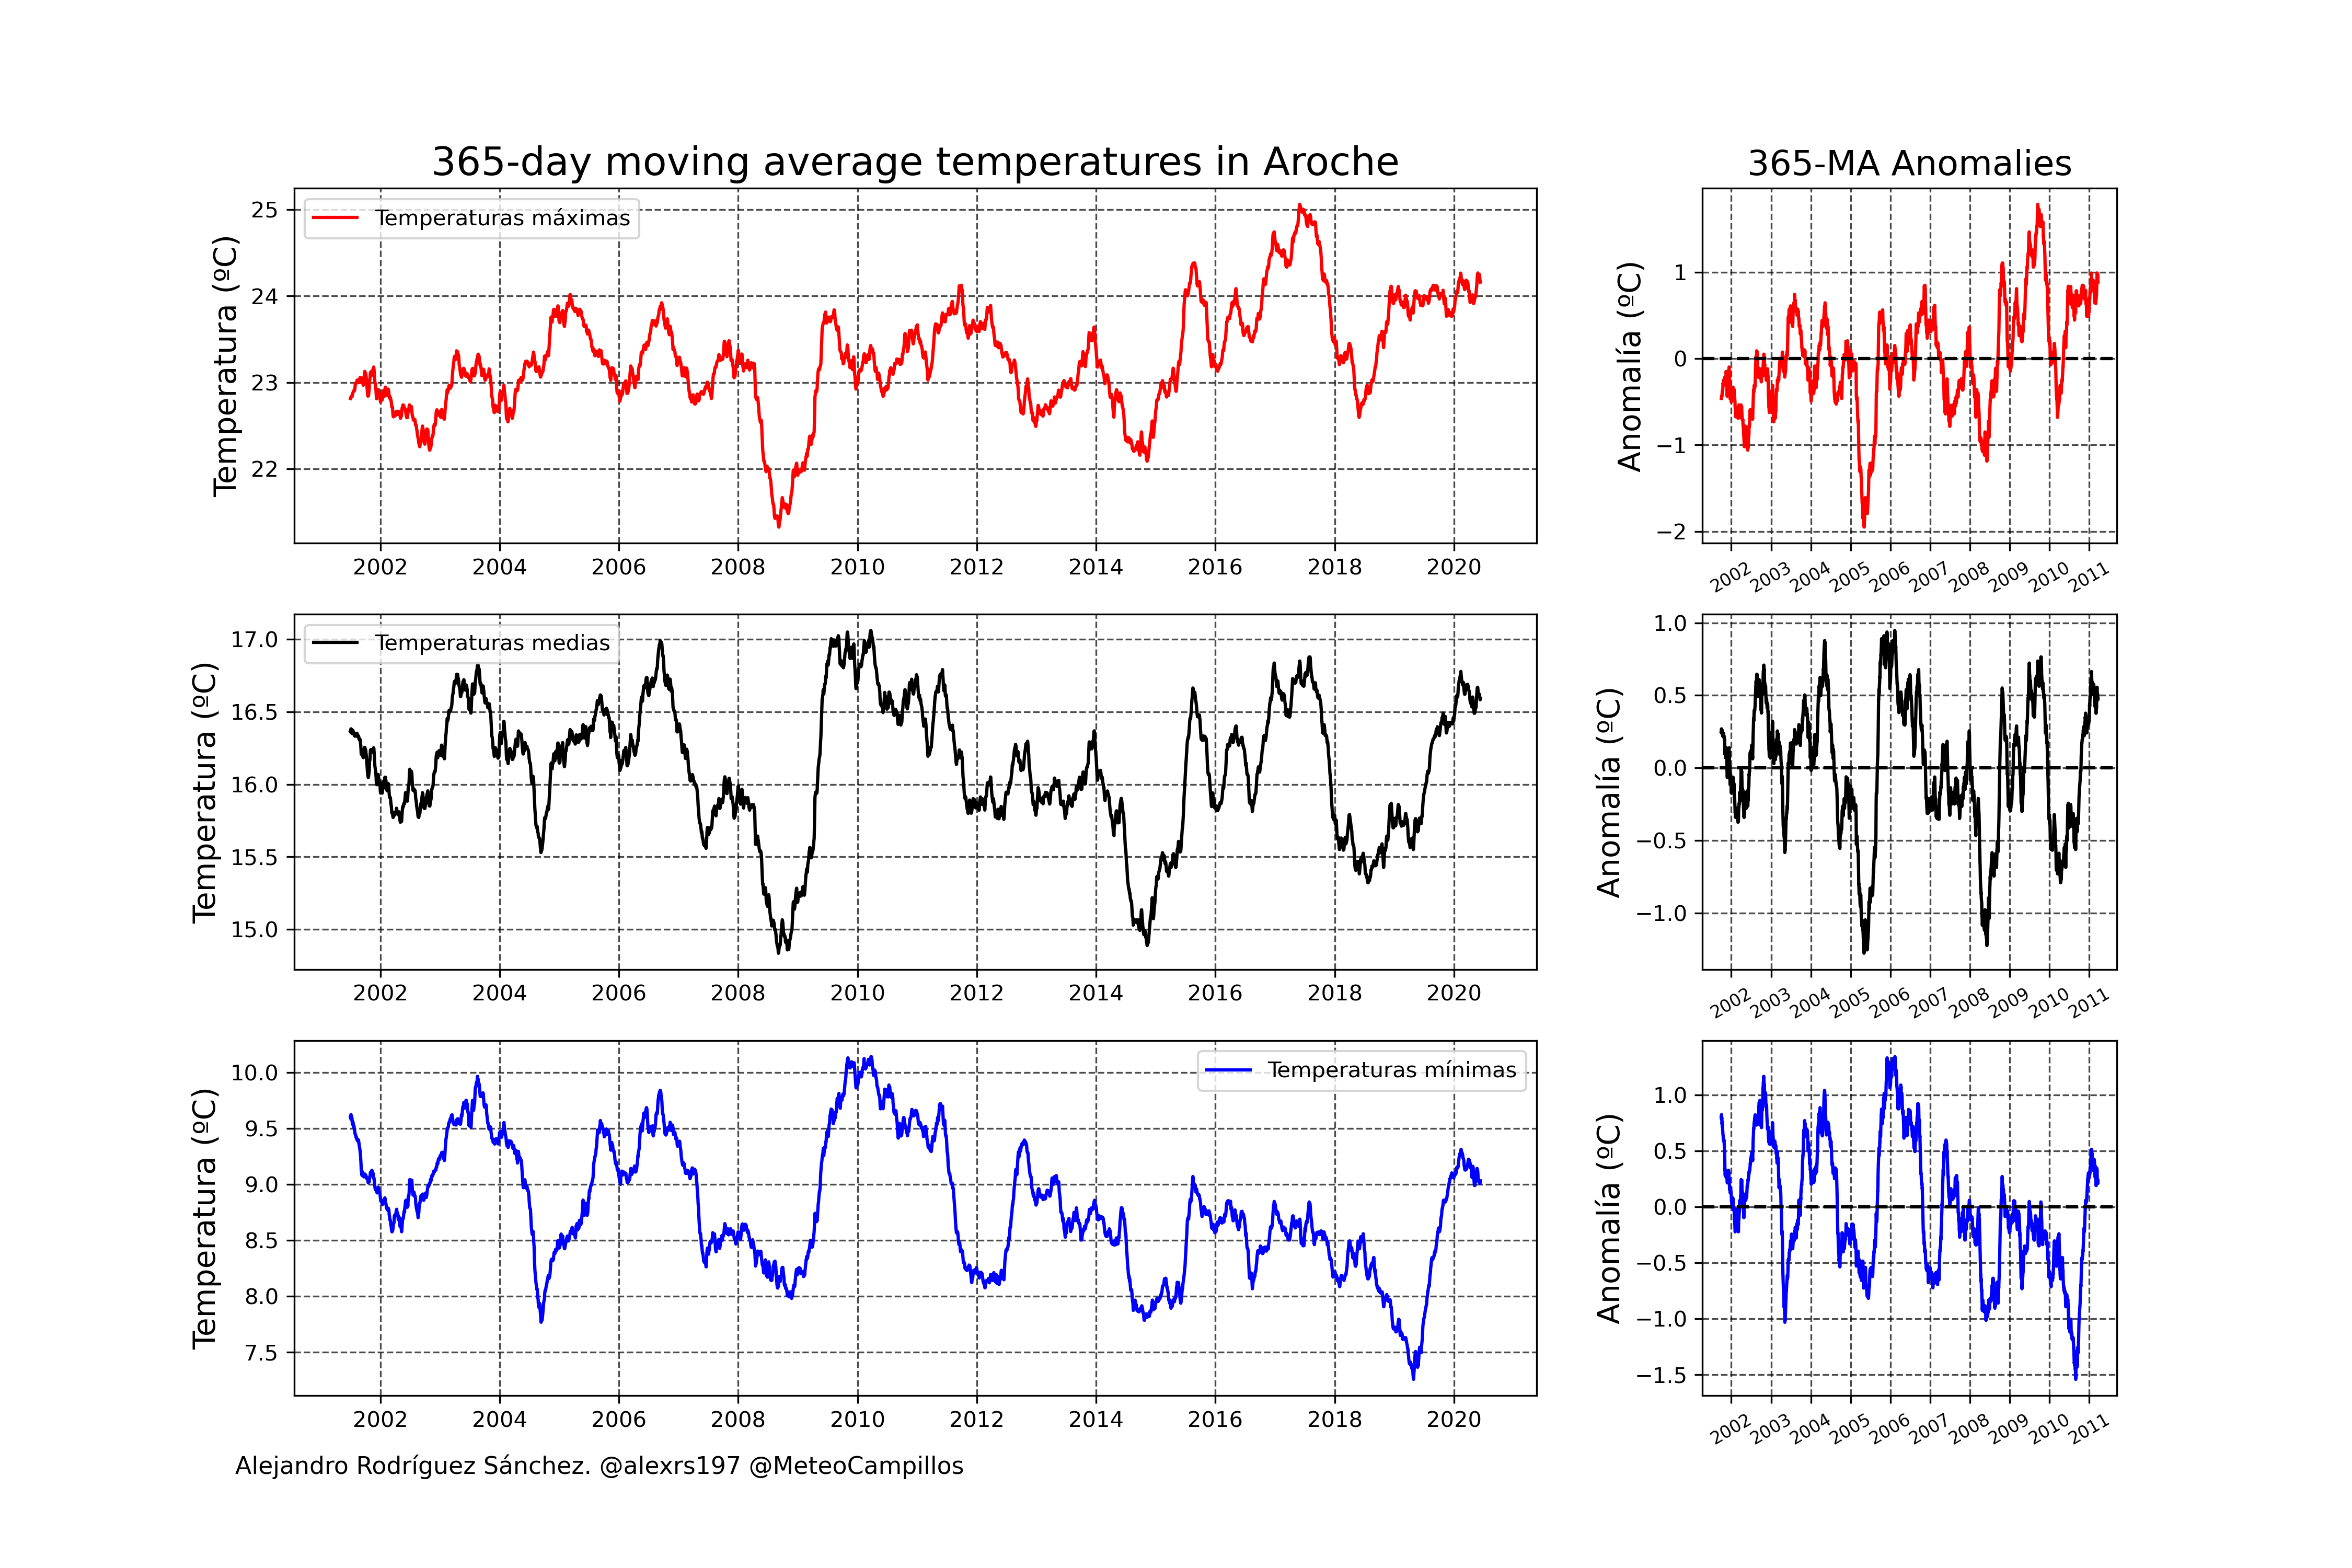 365-day moving average temperatures in Aroche
Temperatura (ºC)
25
24
23
22
Temperaturas máximas
2002 2004 2006 2008 2010 2012 2014 2016 2018 2020
365-MA Anomalies
Anomalía (ºC)
1
0
−1
−2
2002 2003 2004 2005 2006 2007 2008 2009 2010 2011
Temperatura (ºC)
17.0
16.5
16.0
15.5
15.0
Temperaturas medias
2002 2004 2006 2008 2010 2012 2014 2016 2018 2020
Anomalía (ºC)
1.0
0.5
0.0
−0.5
−1.0
2002 2003 2004 2005 2006 2007 2008 2009 2010 2011
Temperatura (ºC)
10.0
9.5
9.0
8.5
8.0
7.5
Temperaturas mínimas
2002 2004 2006 2008 2010 2012 2014 2016 2018 2020
Anomalía (ºC)
1.0
0.5
0.0
−0.5
−1.0
−1.5
2002 2003 2004 2005 2006 2007 2008 2009 2010 2011
Alejandro Rodríguez Sánchez. @alexrs197 @MeteoCampillos